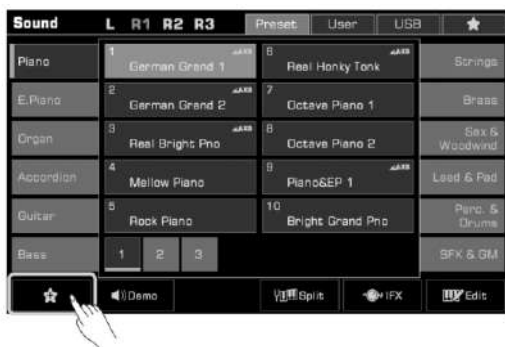 Sound L R1 R2 R3 Preset User USB
Piano
E.Piano
Organ
Accordion
Guitar
Bass
1 German Grand 1
2 German Grand 2
3 Real Bright Pno
4 Mellow Piano
5 Rock Piano
6 Real Honky Tonk
7 Octave Piano 1
8 Octave Piano 2
9 Piano&EP 1
10 Bright Grand Pno
1 2 3
Strings
Brass
Sax &
Woodwind
Lead & Pad
Perc. &
Drums
SFX & GM
Demo Split IFX Edit